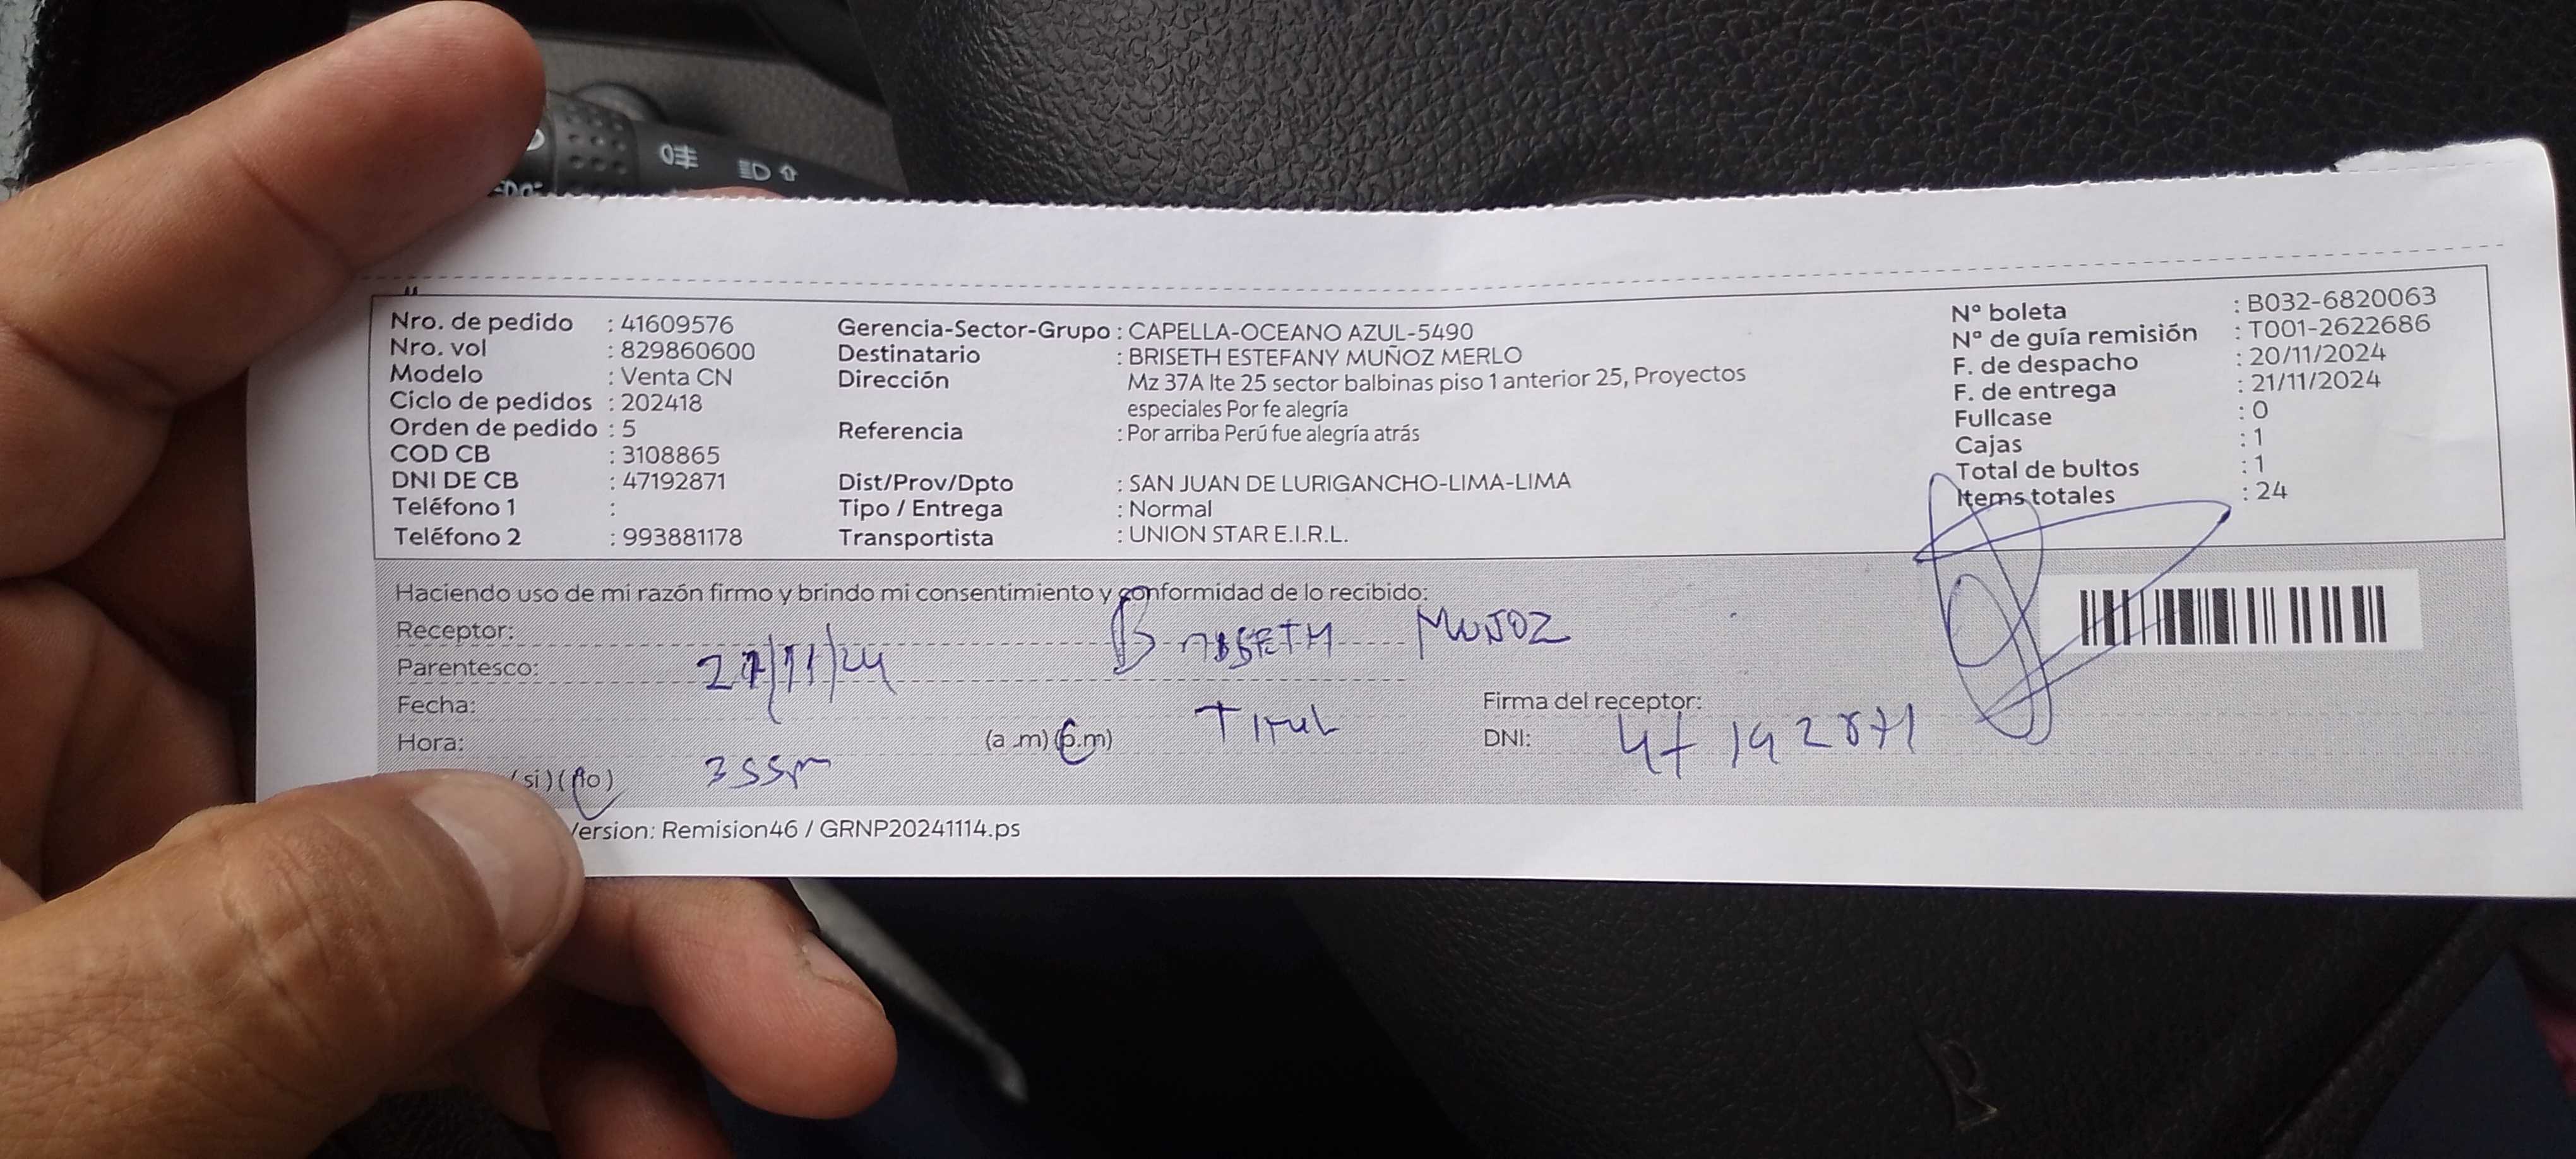 Nro. de pedido : 41609576
Nro. vol : 829860600
Modelo : Venta CN
Ciclo de pedidos : 202418
Orden de pedido : 5
COD CB : 3108865
DNI DE CB : 47192871
Teléfono 1 :
Teléfono 2 : 993881178
Gerencia-Sector-Grupo : CAPELLA-OCEANO AZUL-5490
Destinatario : BRISETH ESTEFANY MUÑOZ MERLO
Dirección Mz 37A lte 25 sector balbinas piso 1 anterior 25, Proyectos
especiales Por fe alegría
Referencia : Por arriba Perú fue alegría atrás
Dist/Prov/Dpto : SAN JUAN DE LURIGANCHO-LIMA-LIMA
Tipo / Entrega : Normal
Transportista : UNION STAR E.I.R.L.
Nº boleta : B032-6820063
Nº de guía remisión : T001-2622686
F. de despacho : 20/11/2024
F. de entrega : 21/11/2024
Fullcase : 0
Cajas : 1
Total de bultos : 1
Items totales : 24
Haciendo uso de mi razón firmo y brindo mi consentimiento y conformidad de lo recibido:
Receptor: BRISETH MUÑOZ
Parentesco:
Fecha:
Firma del receptor:
Hora: (a .m) (p.m)
DNI: 47192871
(si) (no) 355pm
Version: Remision46 / GRNP20241114.ps